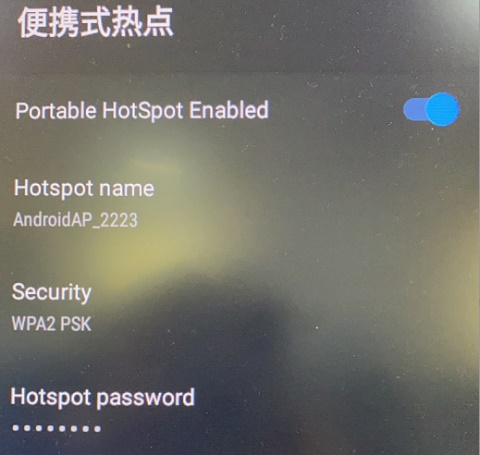 便携式热点
Portable HotSpot Enabled
Hotspot name
AndroidAP_2223
Security
WPA2 PSK
Hotspot password
•••••••••